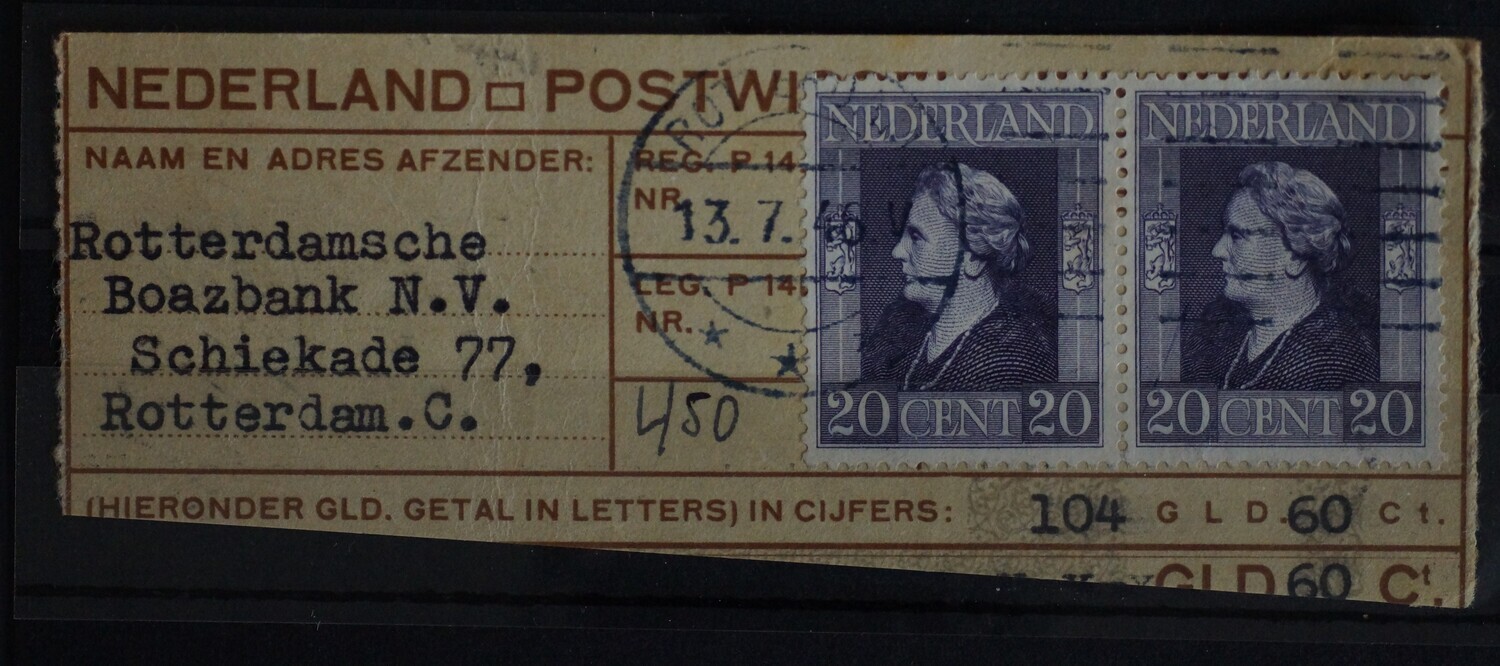 NEDERLAND POSTWI
NAAM EN ADRES AFZENDER:
Rotterdamsche
Boazbank N.V.
Schiekade 77,
Rotterdam.C.
REG. P 14.
NR.
LEG. P 14.
NR.
450
13.7.46.V
NEDERLAND
20 CENT 20
NEDERLAND
20 CENT 20
(HIERONDER GLD. GETAL IN LETTERS) IN CIJFERS: 104 GLD. 60 Ct.
GLD 60 Ct.